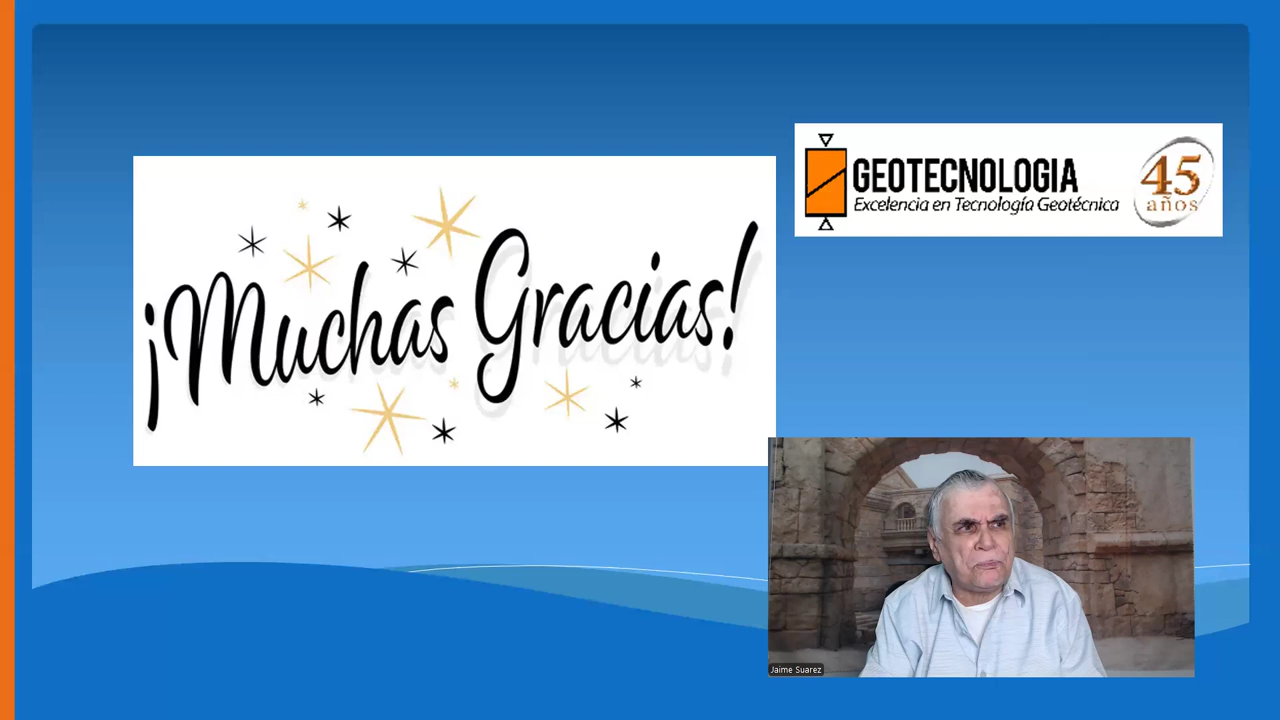 ¡Muchas Gracias!
GEOTECNOLOGIA
Excelencia en Tecnología Geotécnica
45
años
Jaime Suarez